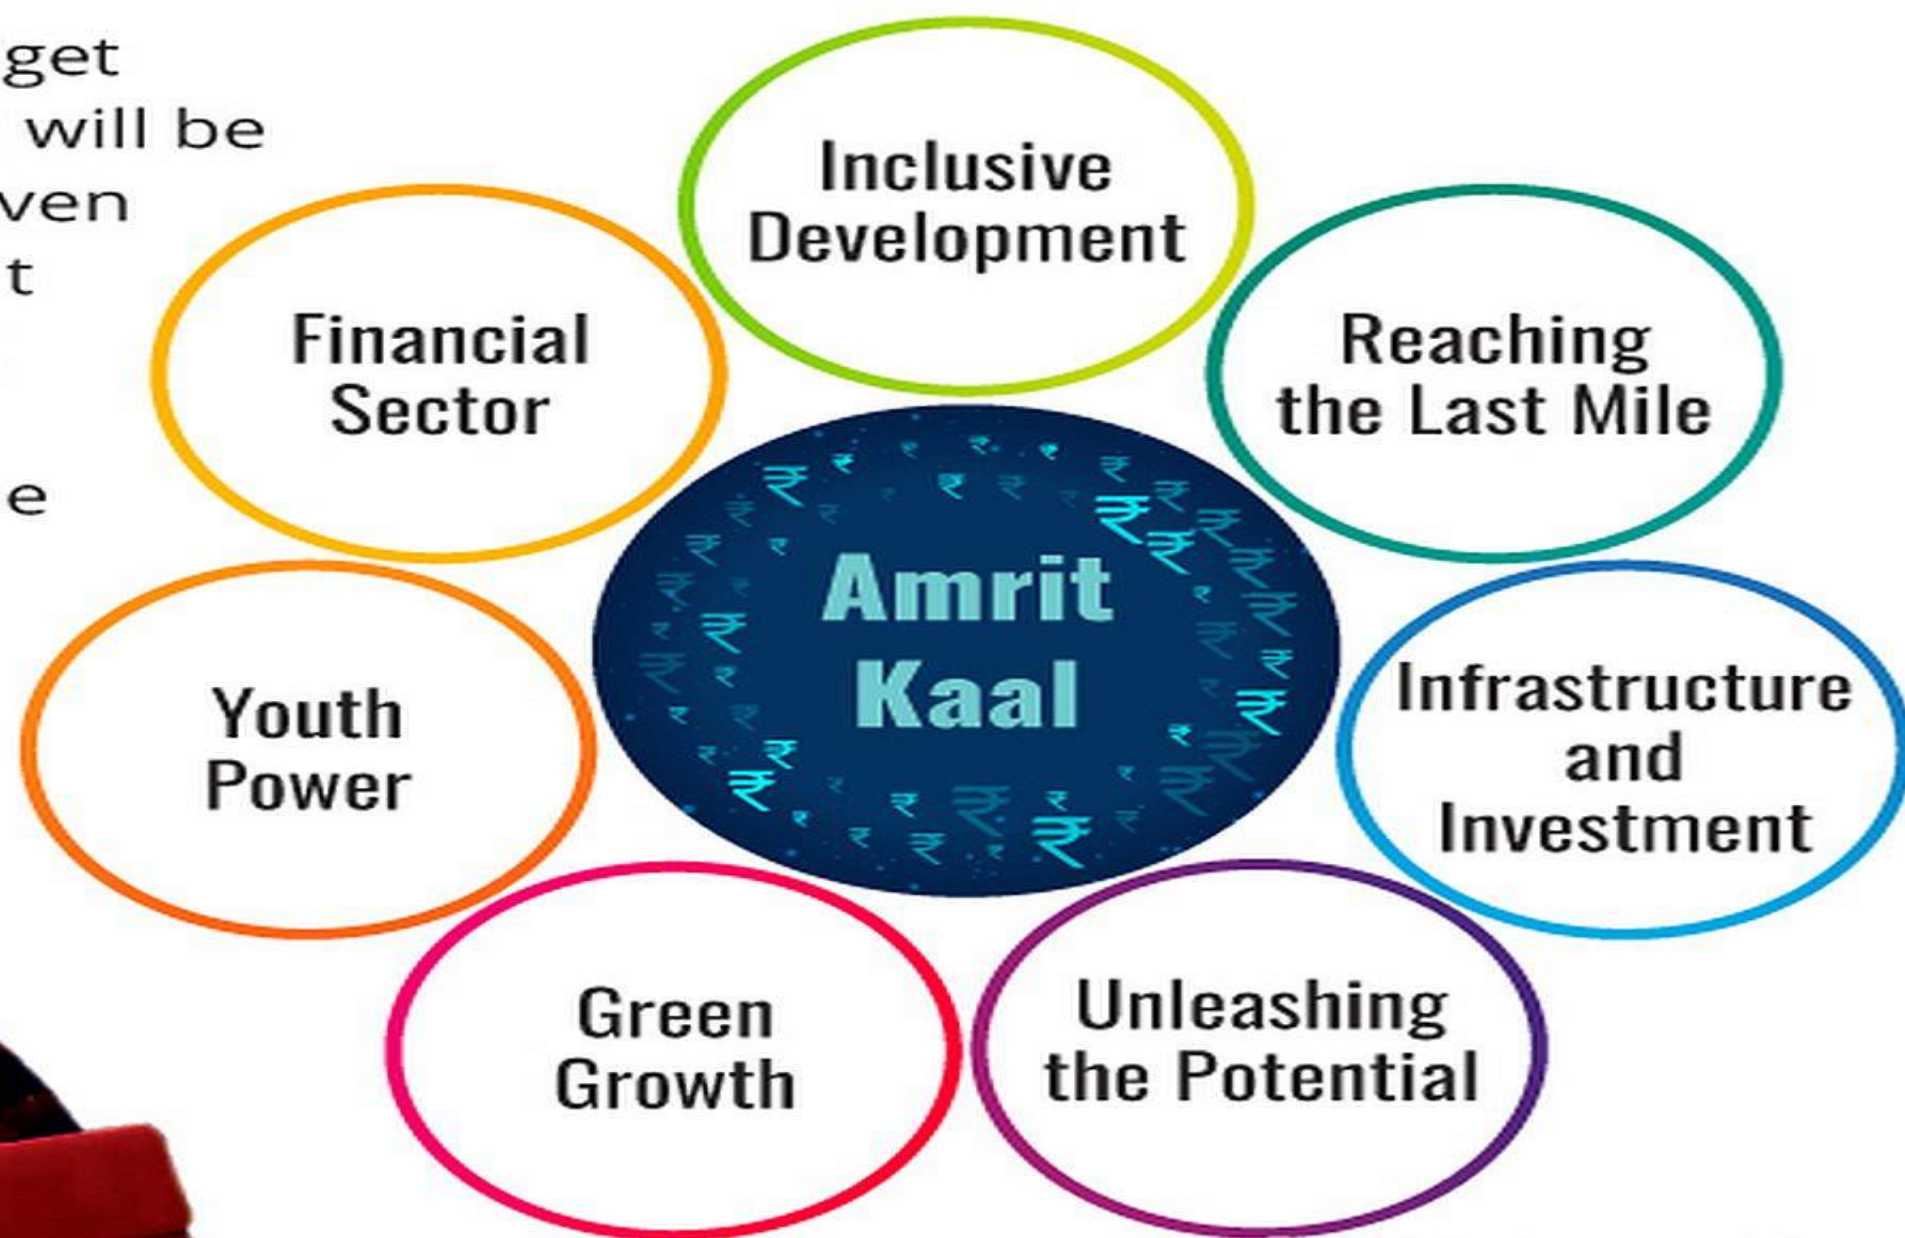 get
will be
ven
t
e
Inclusive
Development
Financial
Sector
Reaching
the Last Mile
Amrit
Kaal
Youth
Power
Infrastructure
and
Investment
Green
Growth
Unleashing
the Potential